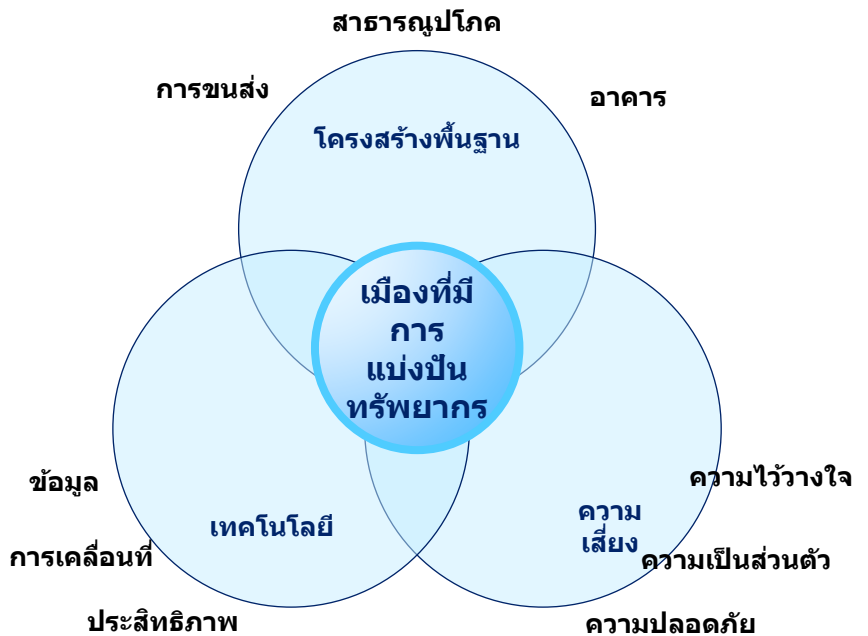 สาธารณูปโภค
การขนส่ง
อาคาร
โครงสร้างพื้นฐาน
เมืองที่มี
การ
แบ่งปัน
ทรัพยากร
ข้อมูล
เทคโนโลยี
การเคลื่อนที่
ประสิทธิภาพ
ความ
เสี่ยง
ความไว้วางใจ
ความเป็นส่วนตัว
ความปลอดภัย